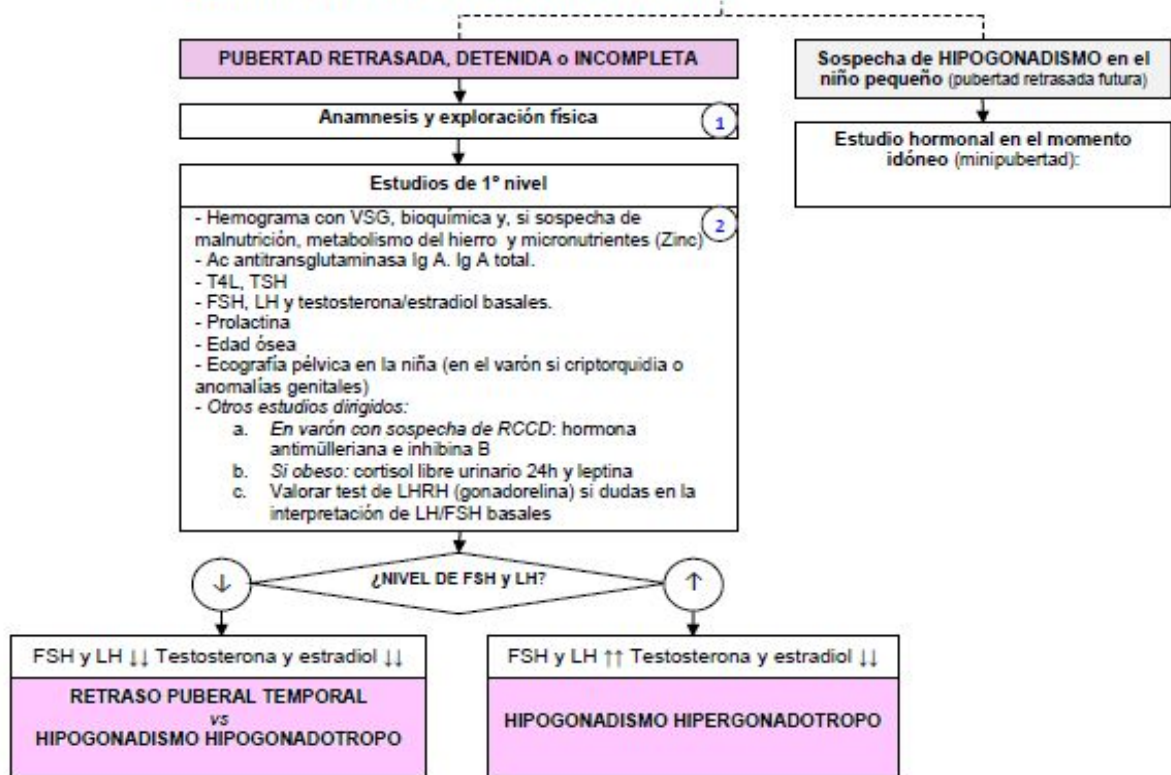 PUBERTAD RETRASADA, DETENIDA o INCOMPLETA
Anamnesis y exploración física
1
Estudios de 1º nivel
2
- Hemograma con VSG, bioquímica y, si sospecha de
malnutrición, metabolismo del hierro y micronutrientes (Zinc)
- Ac antitransglutaminasa Ig A. Ig A total.
- T4L, TSH
- FSH, LH y testosterona/estradiol basales.
- Prolactina
- Edad ósea
- Ecografía pélvica en la niña (en el varón si criptorquidia o
anomalías genitales)
- Otros estudios dirigidos:
a. En varón con sospecha de RCCD: hormona
antimülleriana e inhibina B
b. Si obeso: cortisol libre urinario 24h y leptina
c. Valorar test de LHRH (gonadorelina) si dudas en la
interpretación de LH/FSH basales
Sospecha de HIPOGONADISMO en el
niño pequeño (pubertad retrasada futura)
Estudio hormonal en el momento
idóneo (minipubertad):
↓
¿NIVEL DE FSH y LH?
↑
FSH y LH ↓↓ Testosterona y estradiol ↓↓
RETRASO PUBERAL TEMPORAL
vs
HIPOGONADISMO HIPOGONADOTROPO
FSH y LH ↑↑ Testosterona y estradiol ↓↓
HIPOGONADISMO HIPERGONADOTROPO